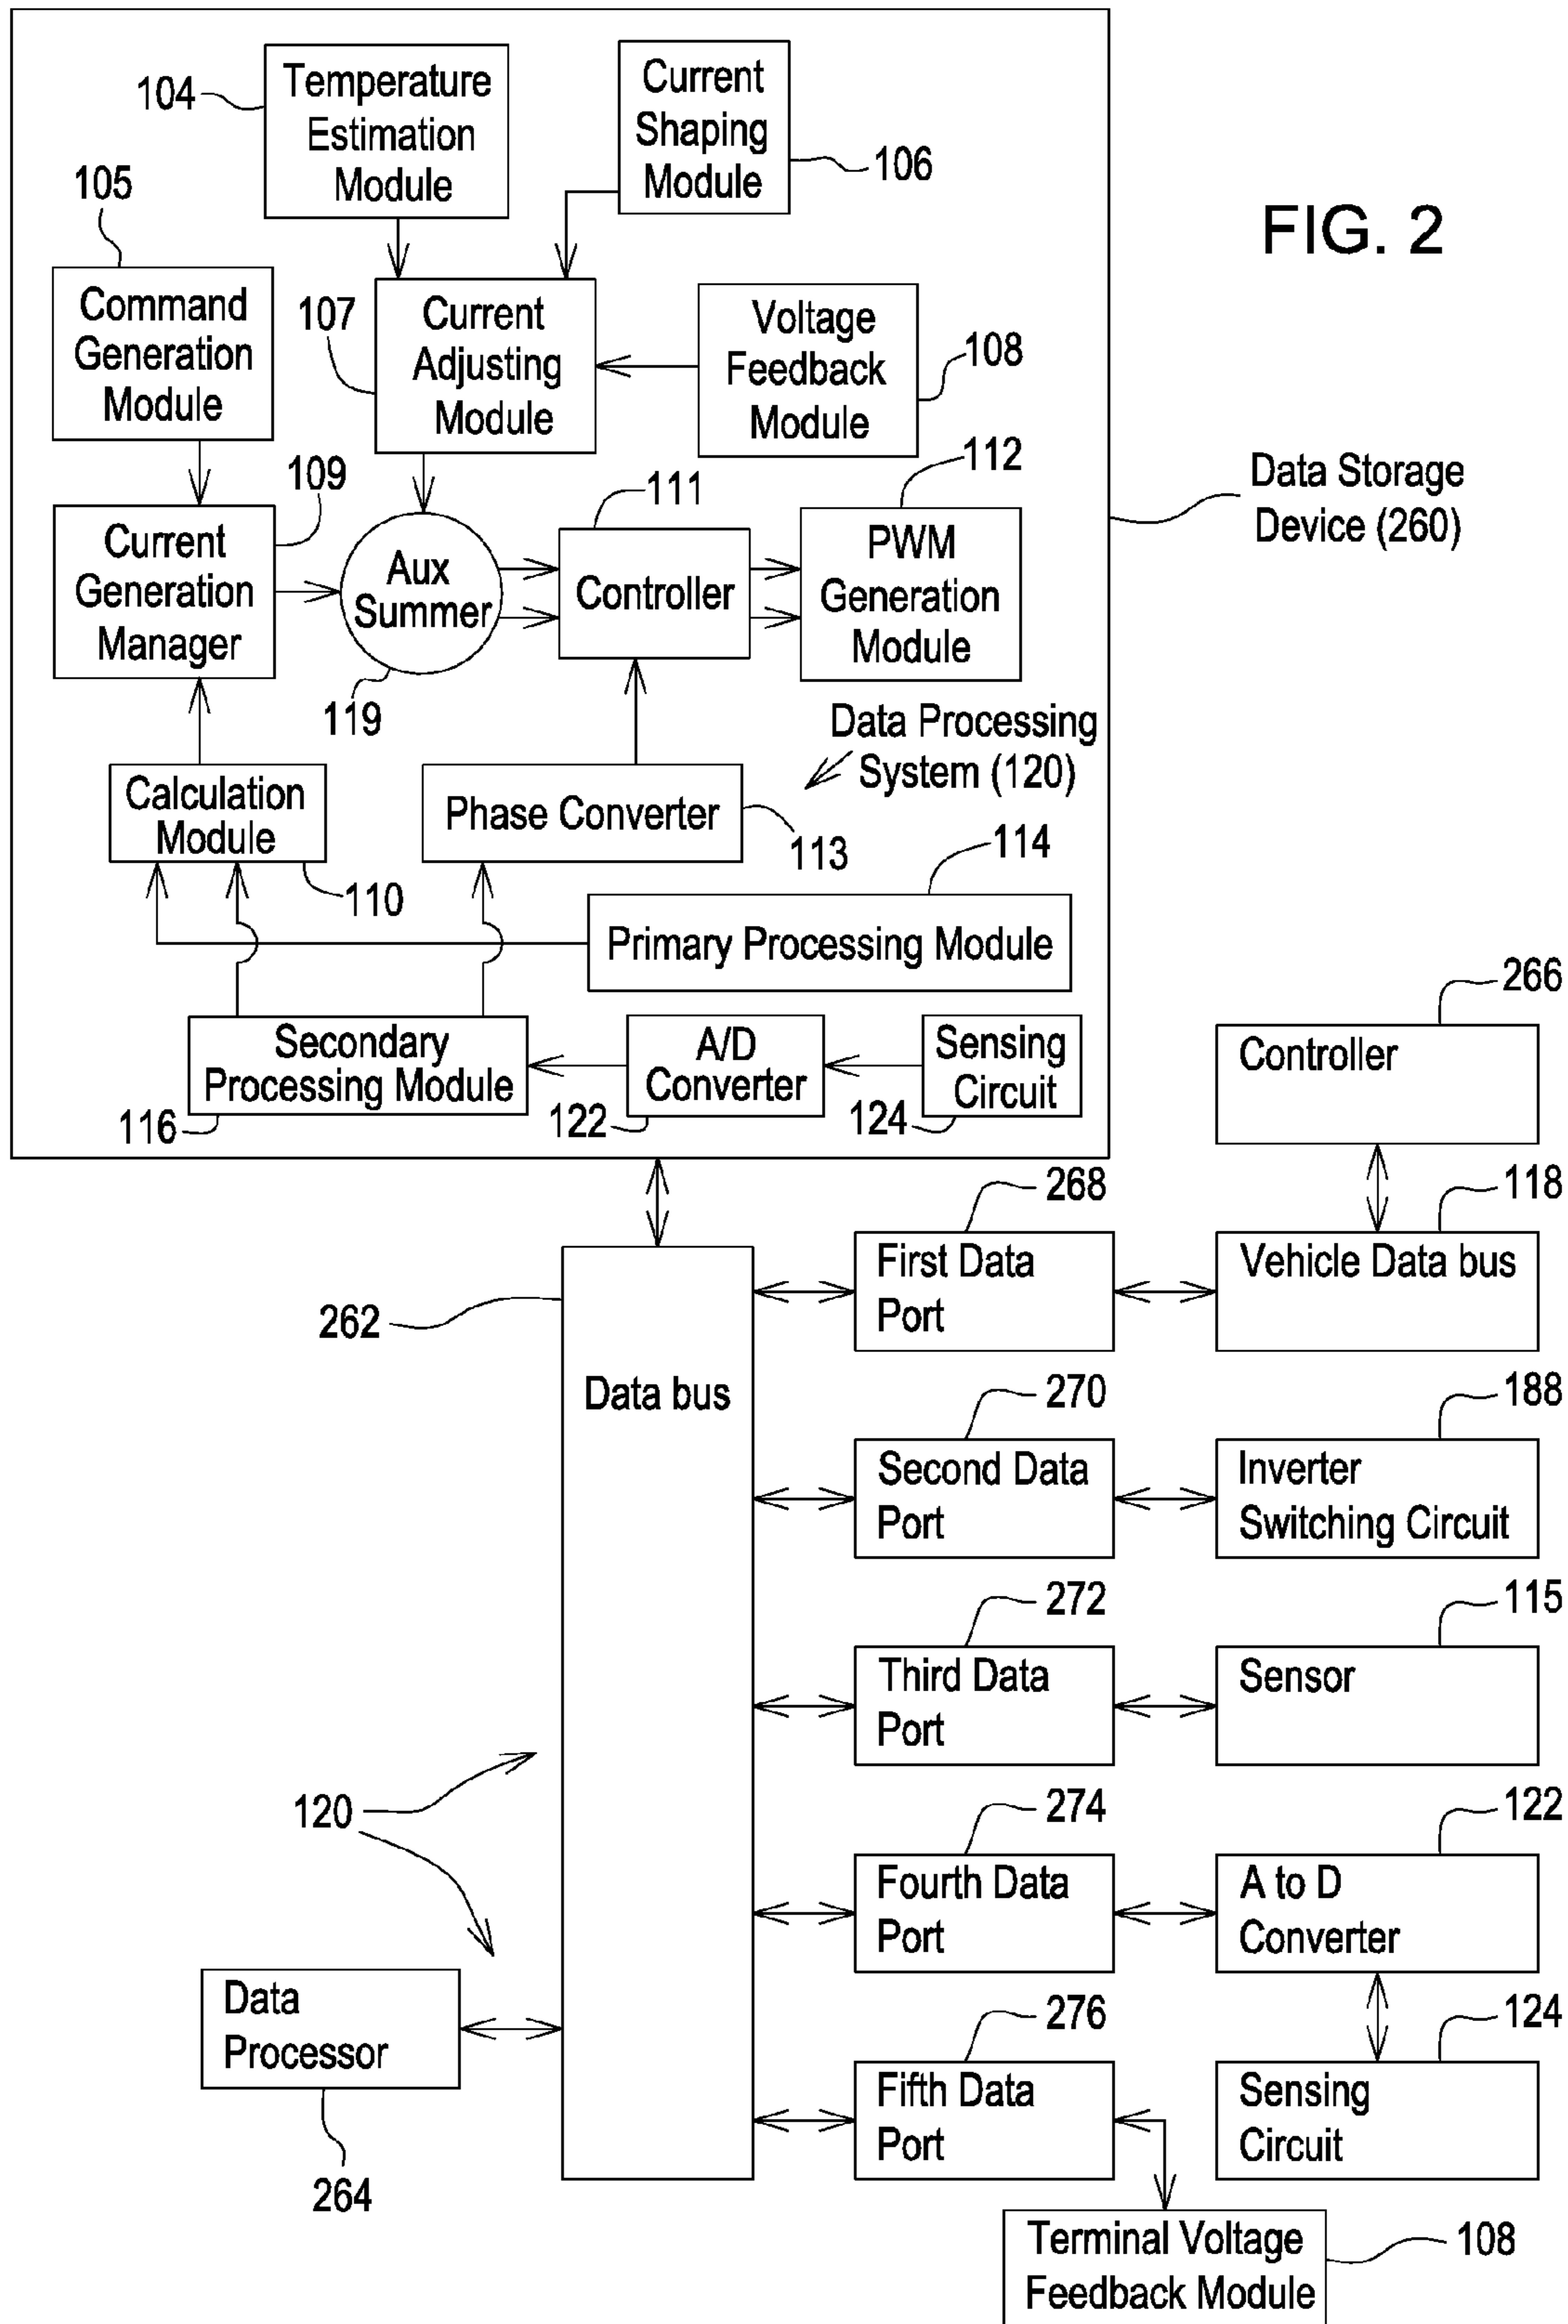 104
Temperature
Estimation
Module
Current
Shaping
Module
106
105
FIG. 2
Command
Generation
Module
107
Current
Adjusting
Module
Voltage
Feedback
Module
108
109
111
112
Data Storage
Device (260)
Current
Generation
Manager
Aux
Summer
Controller
PWM
Generation
Module
119
Data Processing
System (120)
Calculation
Module
Phase Converter
113
114
110
Primary Processing Module
Secondary
Processing Module
A/D
Converter
Sensing
Circuit
116
122
124
266
Controller
268
118
First Data
Port
Vehicle Data bus
262
Data bus
270
188
Second Data
Port
Inverter
Switching Circuit
272
115
Third Data
Port
Sensor
120
274
122
Fourth Data
Port
A to D
Converter
Data
Processor
264
276
124
Fifth Data
Port
Sensing
Circuit
Terminal Voltage
Feedback Module
108